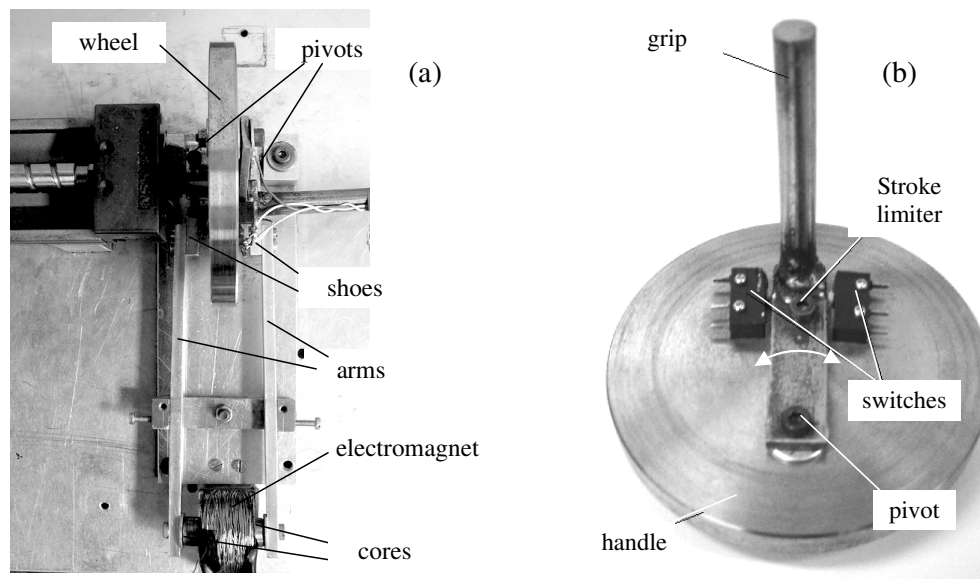 wheel
pivots
(a)
shoes
arms
electromagnet
cores
grip
(b)
Stroke
limiter
switches
pivot
handle